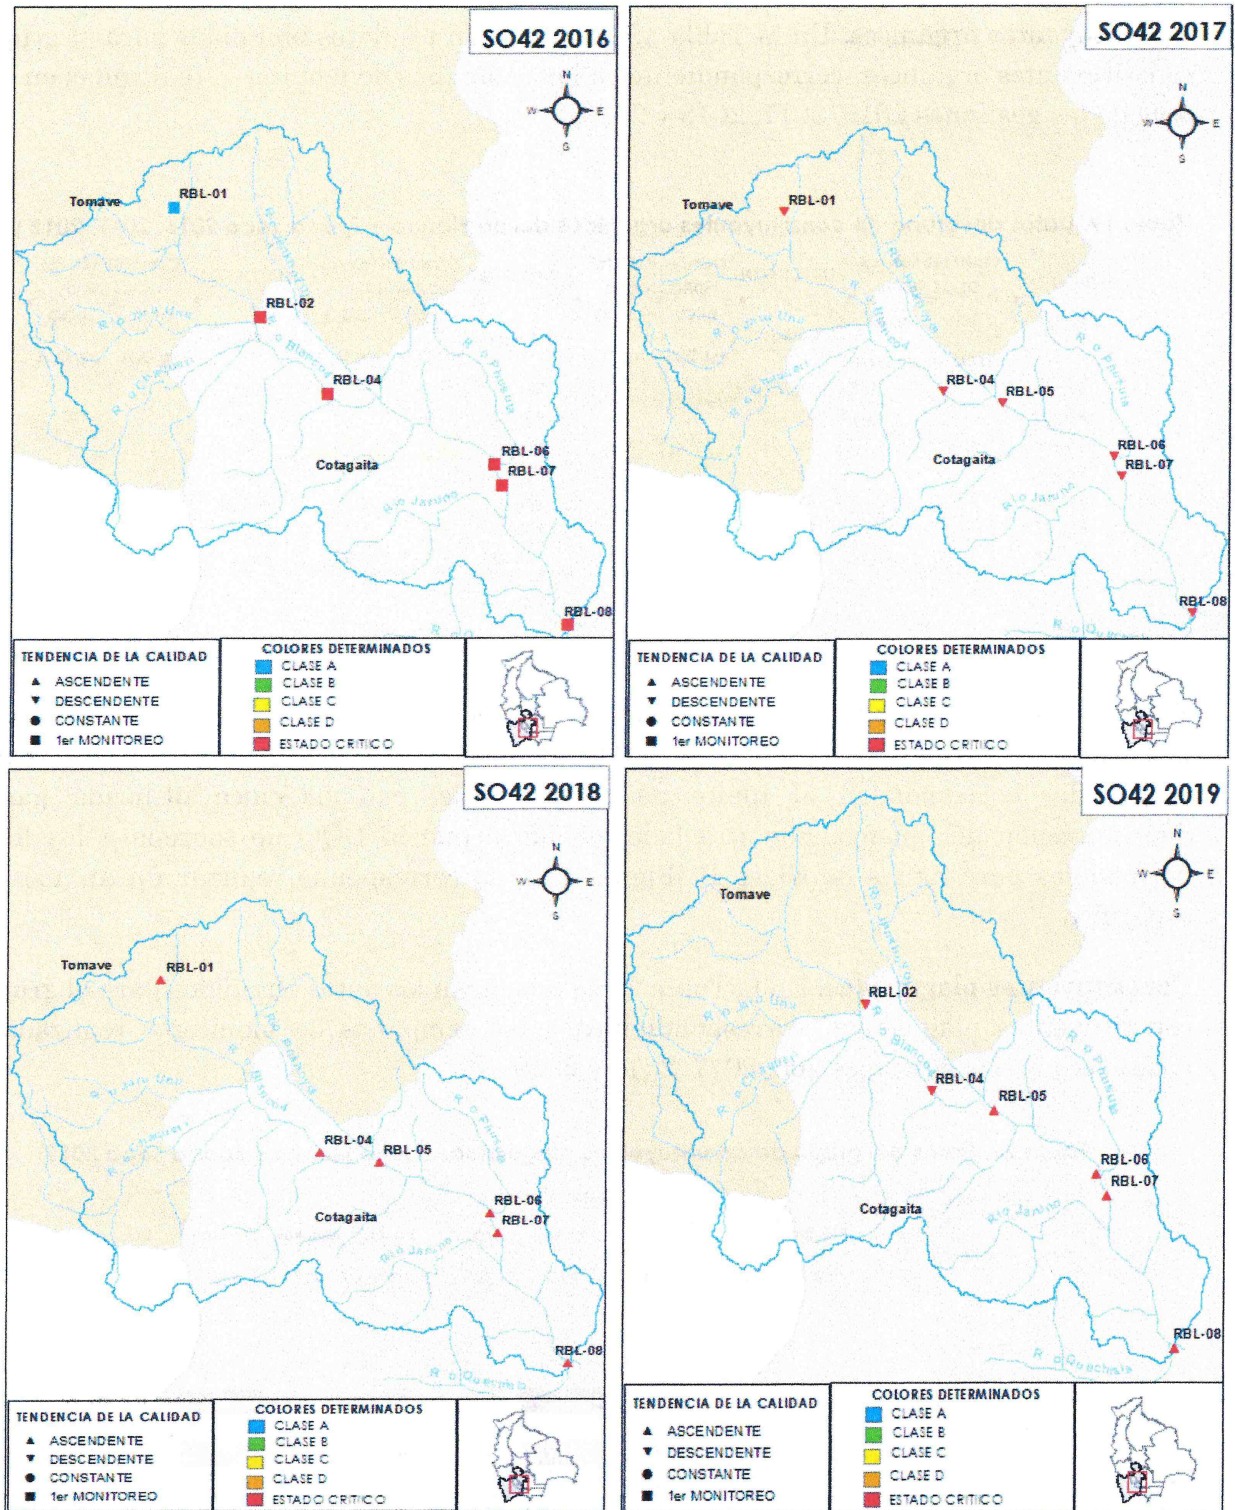 SO42 2016
N
W E
S
Tomave
RBL-01
RBL-02
RBL-04
RBL-06
RBL-07
Cotagaita
RBL-08
TENDENCIA DE LA CALIDAD
ASCENDENTE
DESCENDENTE
CONSTANTE
1er MONITOREO
COLORES DETERMINADOS
CLASE A
CLASE B
CLASE C
CLASE D
ESTADO CRITICO
SO42 2017
N
W E
S
Tomave
RBL-01
RBL-04
RBL-05
RBL-06
RBL-07
Cotagaita
RBL-08
TENDENCIA DE LA CALIDAD
ASCENDENTE
DESCENDENTE
CONSTANTE
1er MONITOREO
COLORES DETERMINADOS
CLASE A
CLASE B
CLASE C
CLASE D
ESTADO CRITICO
SO42 2018
N
W E
S
Tomave
RBL-01
R o Blanco
RBL-04
RBL-05
RBL-06
RBL-07
Cotagaita
RBL-08
TENDENCIA DE LA CALIDAD
ASCENDENTE
DESCENDENTE
CONSTANTE
1er MONITOREO
COLORES DETERMINADOS
CLASE A
CLASE B
CLASE C
CLASE D
ESTADO CRITICO
SO42 2019
N
W E
S
Tomave
RBL-02
R o Blanco
RBL-04
RBL-05
RBL-06
RBL-07
Cotagaita
RBL-08
TENDENCIA DE LA CALIDAD
ASCENDENTE
DESCENDENTE
CONSTANTE
1er MONITOREO
COLORES DETERMINADOS
CLASE A
CLASE B
CLASE C
CLASE D
ESTADO CRITICO